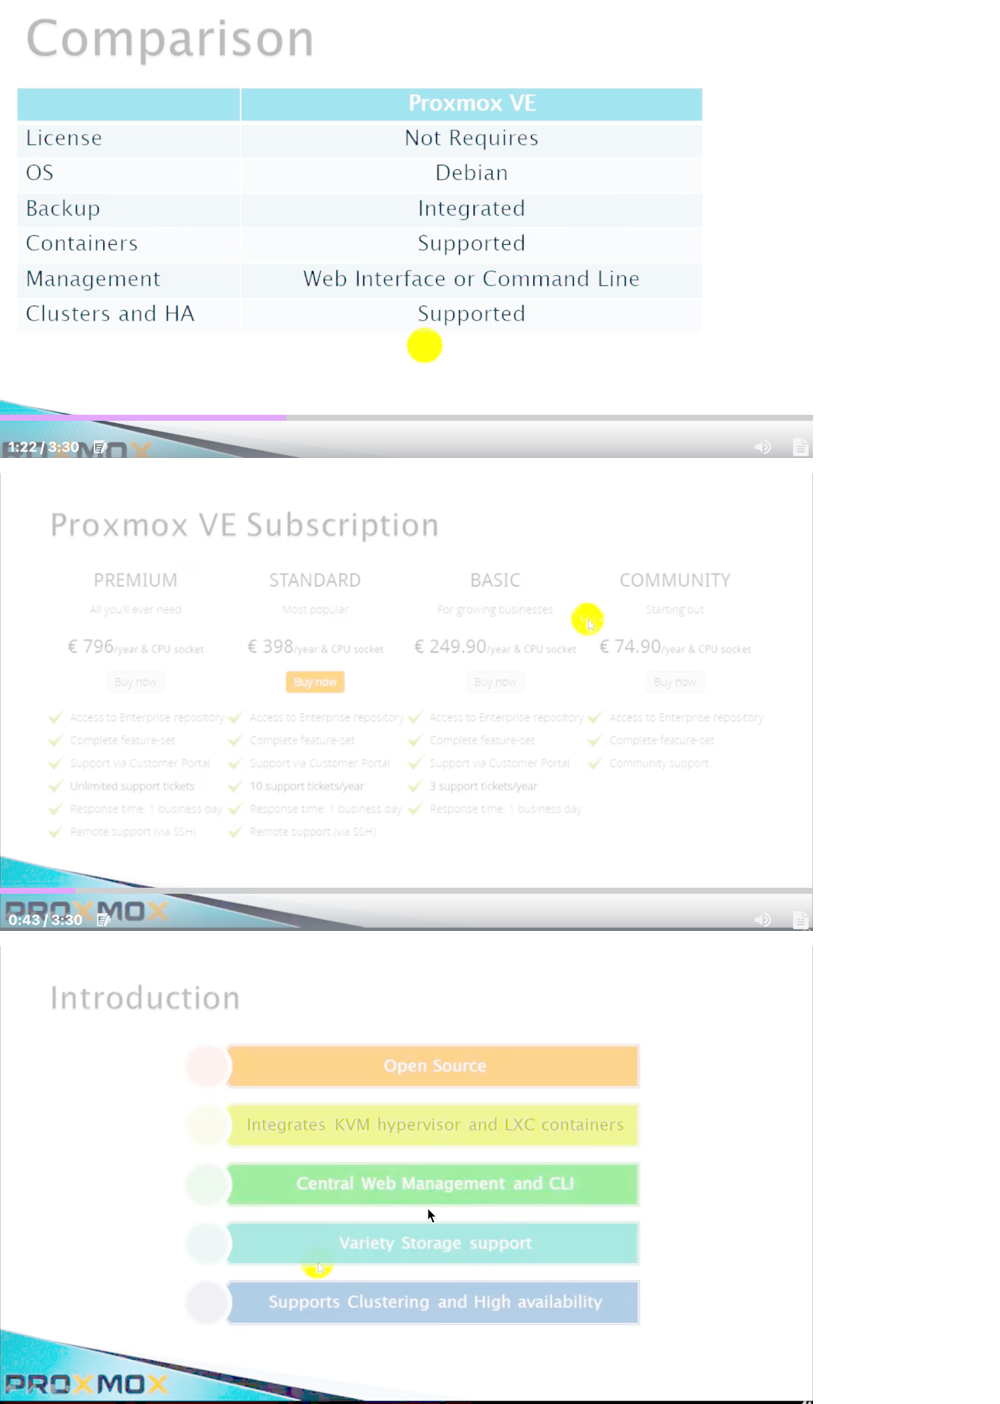 Comparison
Proxmox VE
License Not Requires
OS Debian
Backup Integrated
Containers Supported
Management Web Interface or Command Line
Clusters and HA Supported
PROXMOX
1:22 / 3:30
Proxmox VE Subscription
PREMIUM STANDARD BASIC COMMUNITY
All you'll ever need Most popular For growing businesses Starting out
€ 796/year & CPU socket € 398/year & CPU socket € 249.90/year & CPU socket € 74.90/year & CPU socket
Buy now Buy now Buy now Buy now
Access to Enterprise repository Access to Enterprise repository Access to Enterprise repository Access to Enterprise repository
Complete feature-set Complete feature-set Complete feature-set Complete feature-set
Support via Customer Portal Support via Customer Portal Support via Customer Portal Community support
Unlimited support tickets 10 support tickets/year 3 support tickets/year
Response time: 1 business day Response time: 1 business day Response time: 1 business day
Remote support (via SSH) Remote support (via SSH)
PROXMOX
0:43 / 3:30
Introduction
Open Source
Integrates KVM hypervisor and LXC containers
Central Web Management and CLI
Variety Storage support
Supports Clustering and High availability
PROXMOX